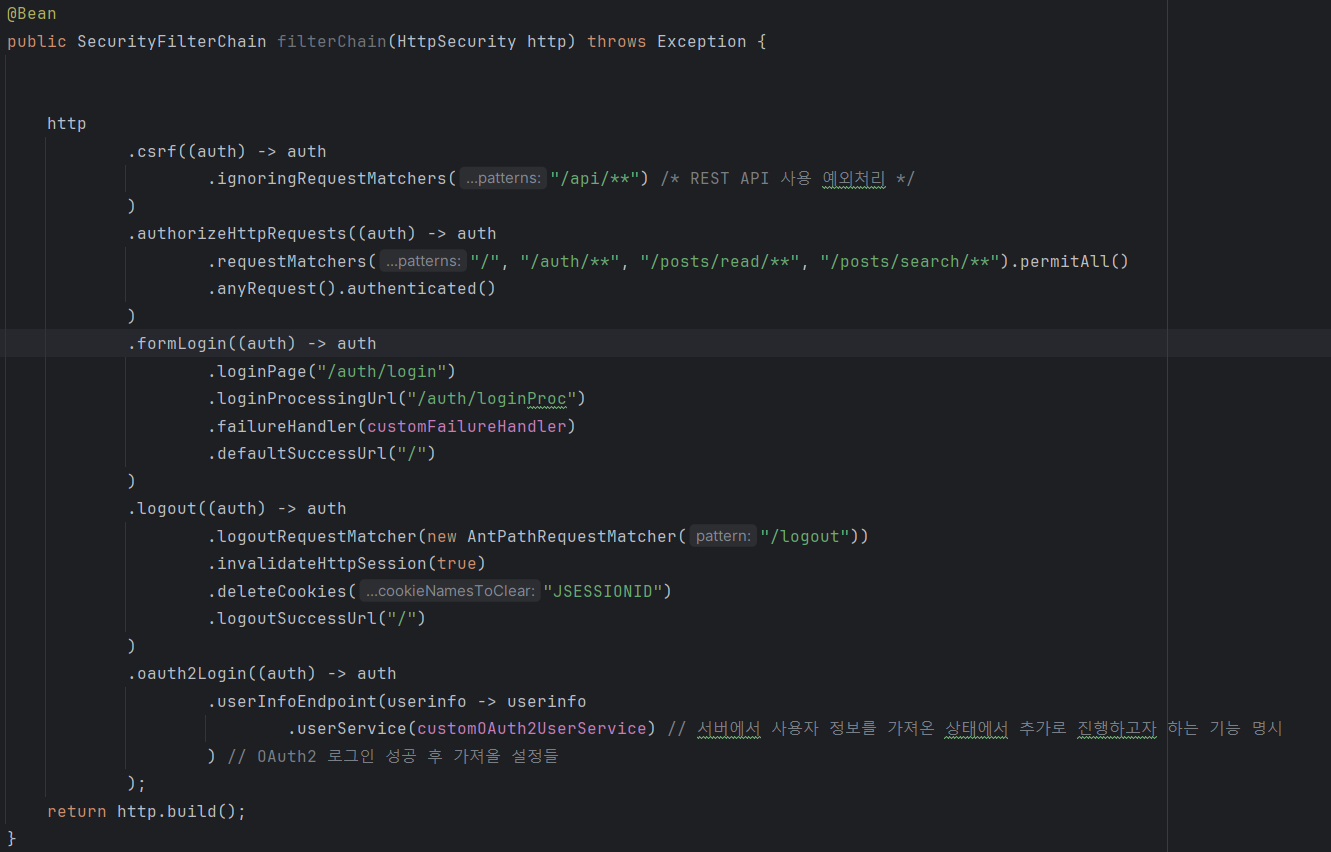 @Bean
public SecurityFilterChain filterChain(HttpSecurity http) throws Exception {
http
.csrf((auth) -> auth
.ignoringRequestMatchers( ...patterns: "/api/**") /* REST API 사용 예외처리 */
)
.authorizeHttpRequests((auth) -> auth
.requestMatchers( ...patterns: "/", "/auth/**", "/posts/read/**", "/posts/search/**").permitAll()
.anyRequest().authenticated()
)
.formLogin((auth) -> auth
.loginPage("/auth/login")
.loginProcessingUrl("/auth/loginProc")
.failureHandler(customFailureHandler)
.defaultSuccessUrl("/")
)
.logout((auth) -> auth
.logoutRequestMatcher(new AntPathRequestMatcher( pattern: "/logout"))
.invalidateHttpSession(true)
.deleteCookies( ...cookieNamesToClear: "JSESSIONID")
.logoutSuccessUrl("/")
)
.oauth2Login((auth) -> auth
.userInfoEndpoint(userinfo -> userinfo
.userService(customOAuth2UserService) // 서버에서 사용자 정보를 가져온 상태에서 추가로 진행하고자 하는 기능 명시
) // OAuth2 로그인 성공 후 가져올 설정들
);
return http.build();
}